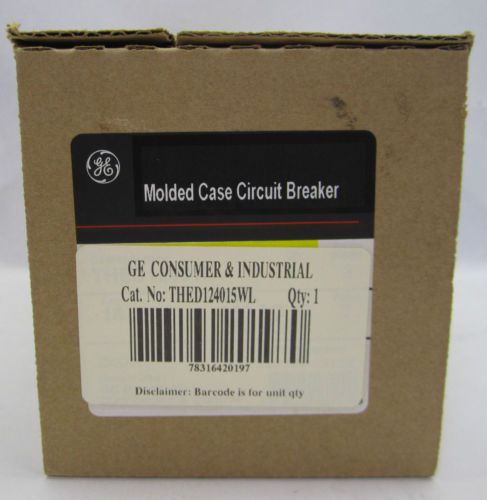 GE
Molded Case Circuit Breaker
GE CONSUMER & INDUSTRIAL
Cat. No: THED124015WL Qty: 1
78316420197
Disclaimer: Barcode is for unit qty